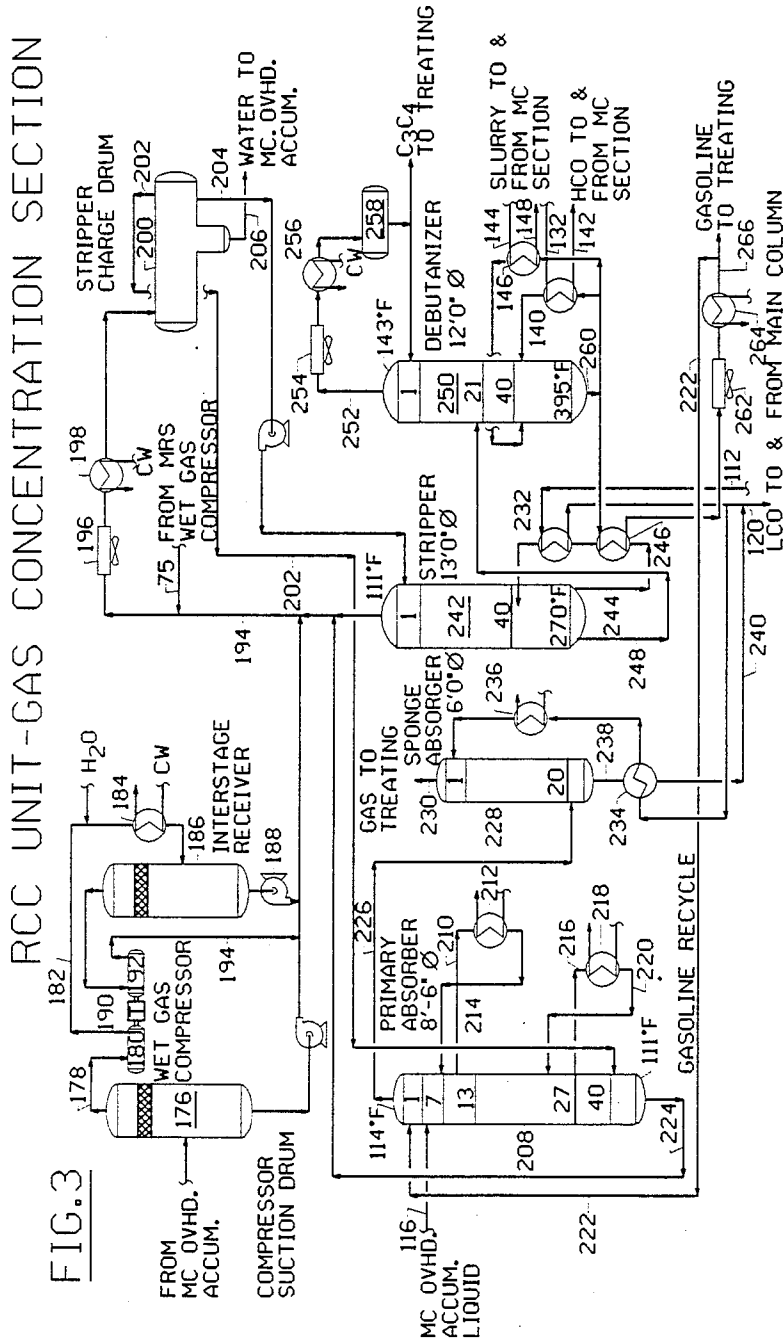 RCC UNIT-GAS CONCENTRATION SECTION
FIG.3
182
H2O
184
CW
186
INTERSTAGE
RECEIVER
188
190
192
180
178
WET GAS
COMPRESSOR
176
194
FROM
MC OVHD.
ACCUM.
COMPRESSOR
SUCTION DRUM
194
196
198
CW
75
FROM MRS
WET GAS
COMPRESSOR
202
STRIPPER
CHARGE DRUM
200
202
204
206
WATER TO
MC. OVHD.
ACCUM.
116
MC OVHD.
ACCUM.
LIQUID
114°F
1
7
13
27
40
111°F
208
224
222
PRIMARY
ABSORBER
8'-6" Ø
210
212
214
216
218
220
226
GASOLINE RECYCLE
GAS TO
TREATING
230
228
SPONGE
ABSORGER
6'0"Ø
1
20
236
238
234
240
111°F
STRIPPER
13'0"Ø
1
242
40
270°F
244
248
232
246
112
120
LCO TO & FROM MAIN COLUMN
143°F
DEBUTANIZER
12'0" Ø
1
250
21
40
395°F
260
252
254
256
CW
258
C3C4
TO TREATING
144
146
148
132
140
142
SLURRY TO &
FROM MC
SECTION
HCO TO &
FROM MC
SECTION
222
262
264
266
GASOLINE
TO TREATING